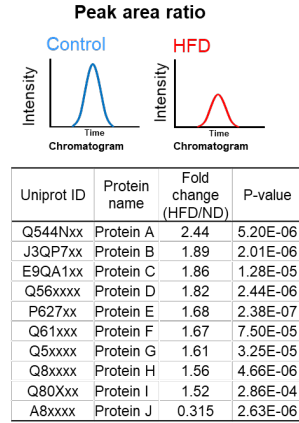 Peak area ratio
Control HFD
Intensity Intensity
Time Time
Chromatogram Chromatogram
Uniprot ID Protein name Fold change (HFD/ND) P-value
Q544Nxx Protein A 2.44 5.20E-06
J3QP7xx Protein B 1.89 2.01E-06
E9QA1xx Protein C 1.86 1.28E-05
Q56xxxx Protein D 1.82 2.44E-06
P627xx Protein E 1.68 2.38E-07
Q61xxx Protein F 1.67 7.50E-05
Q5xxxx Protein G 1.61 3.25E-05
Q8xxxx Protein H 1.56 4.66E-06
Q80Xxx Protein I 1.52 2.86E-04
A8xxxx Protein J 0.315 2.63E-06